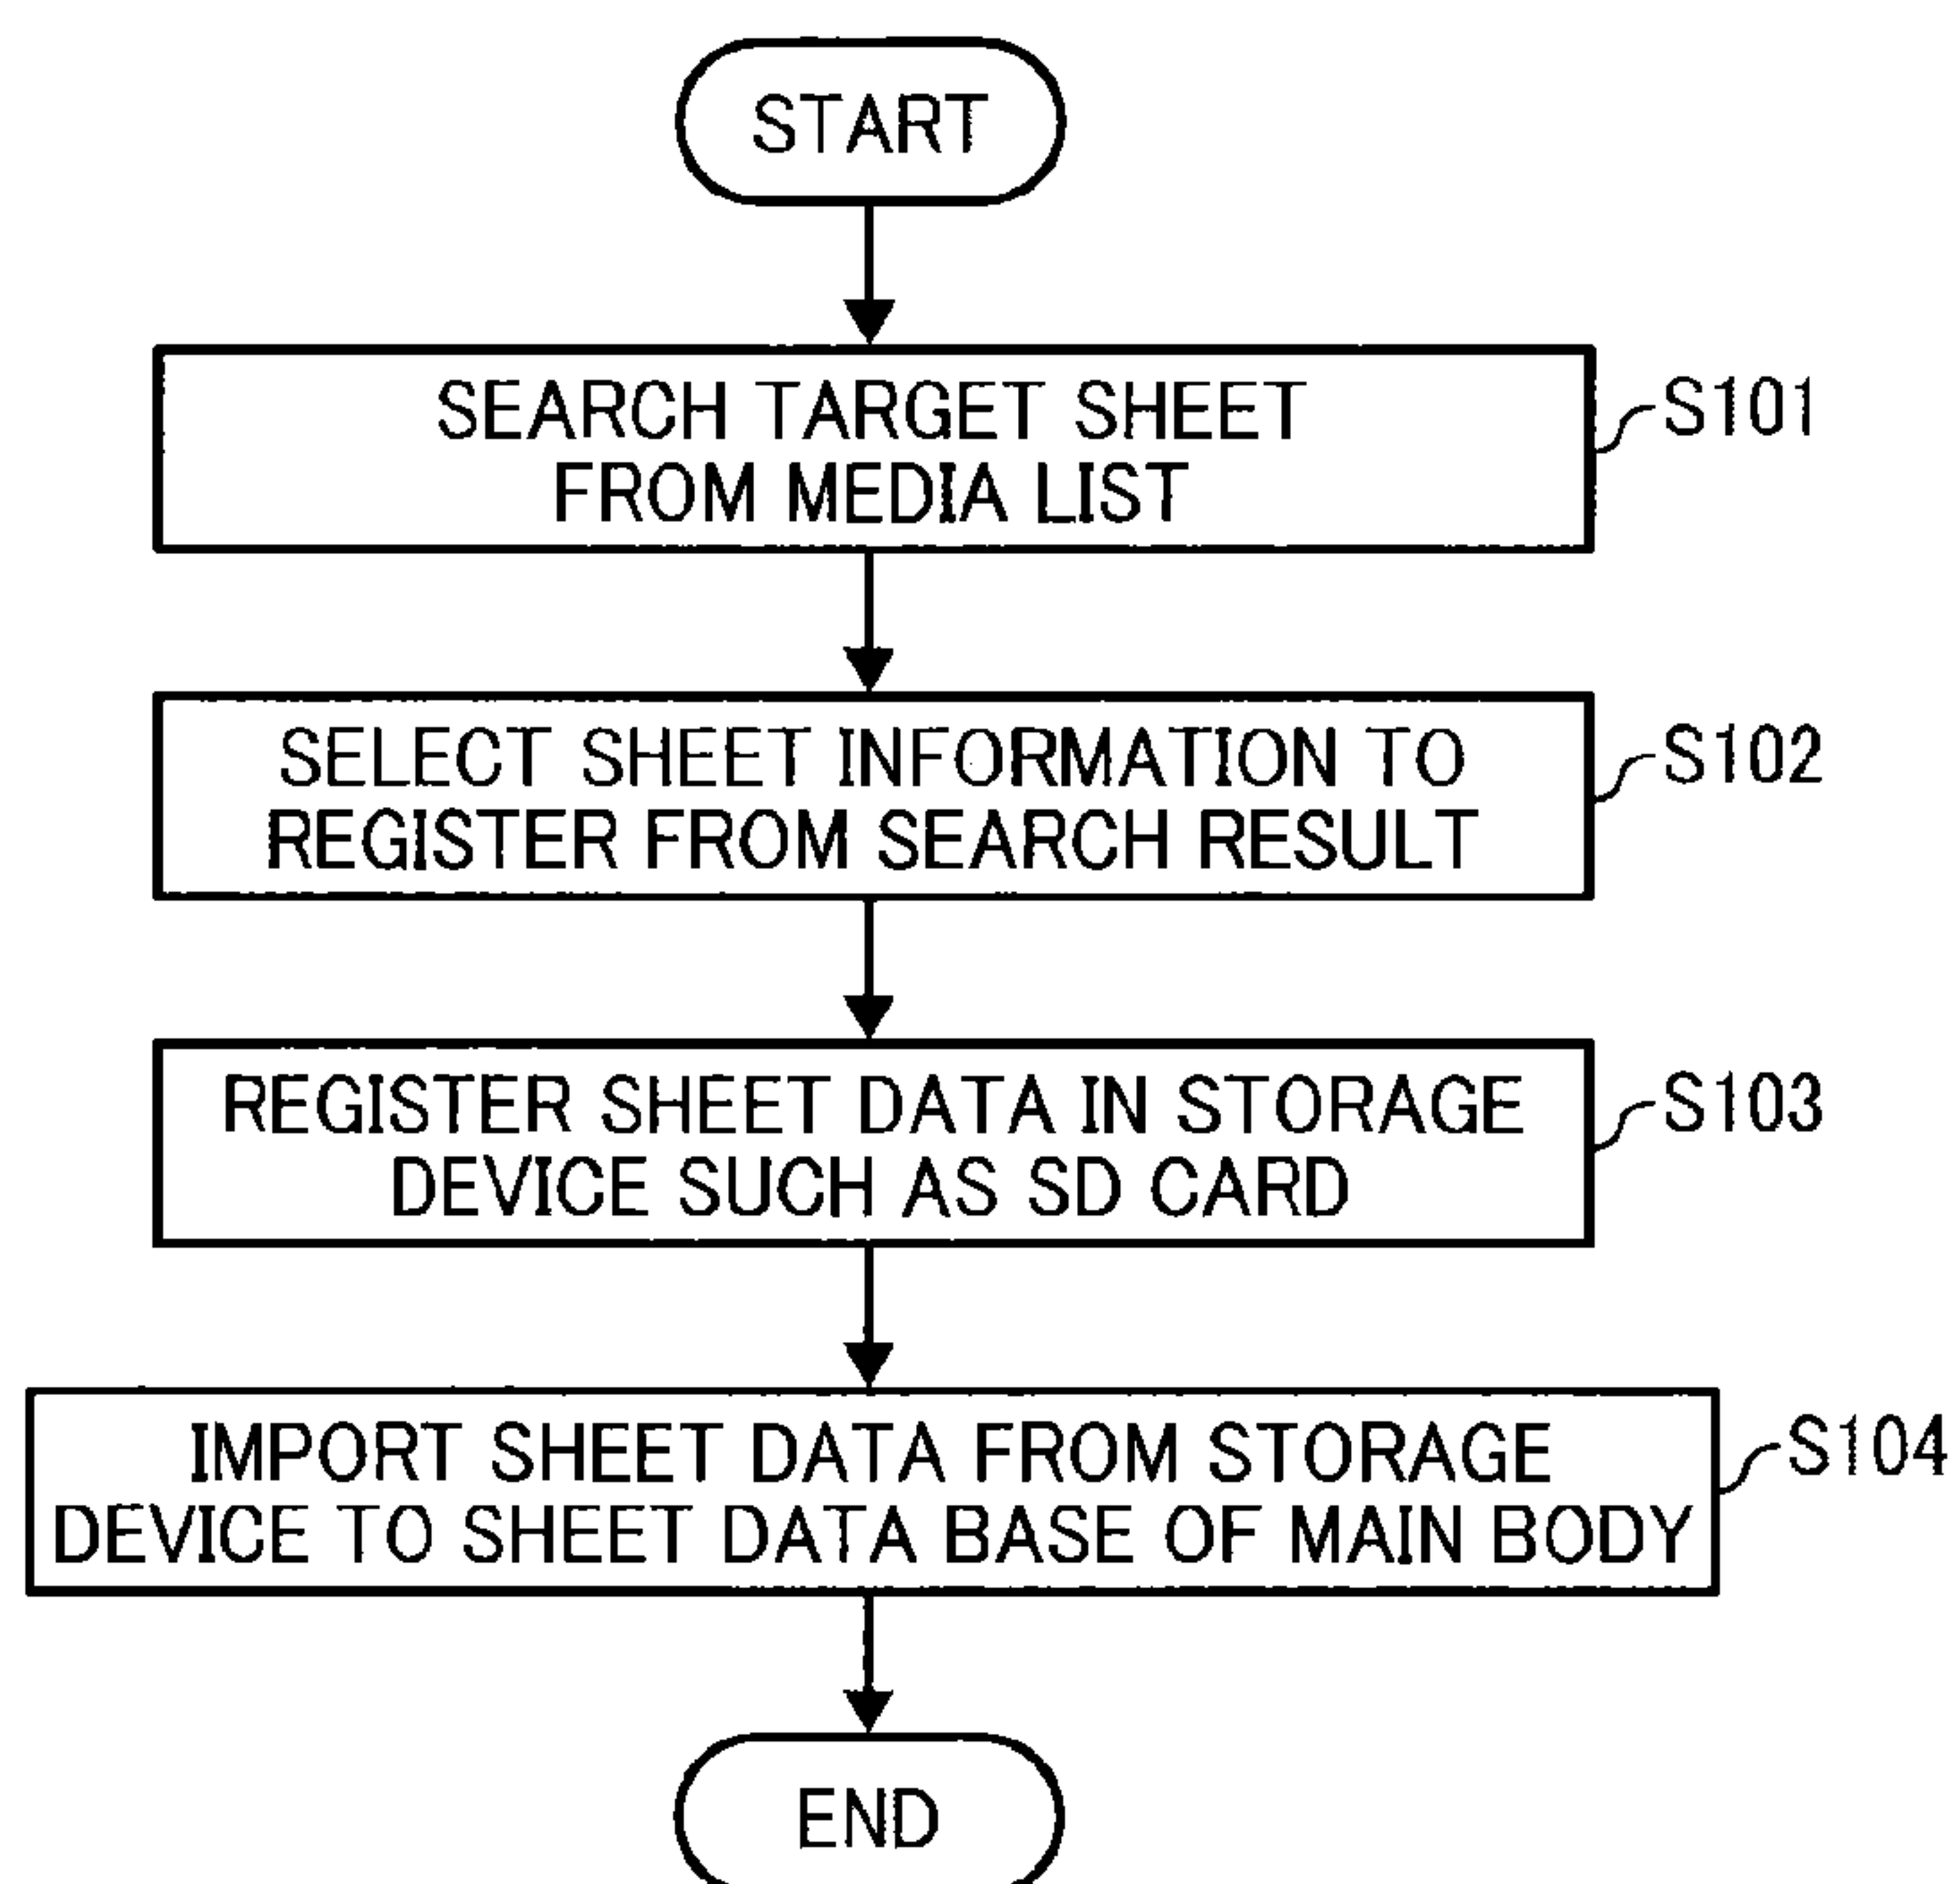 START
SEARCH TARGET SHEET
FROM MEDIA LIST
S101
SELECT SHEET INFORMATION TO
REGISTER FROM SEARCH RESULT
S102
REGISTER SHEET DATA IN STORAGE
DEVICE SUCH AS SD CARD
S103
IMPORT SHEET DATA FROM STORAGE
DEVICE TO SHEET DATA BASE OF MAIN BODY
S104
END